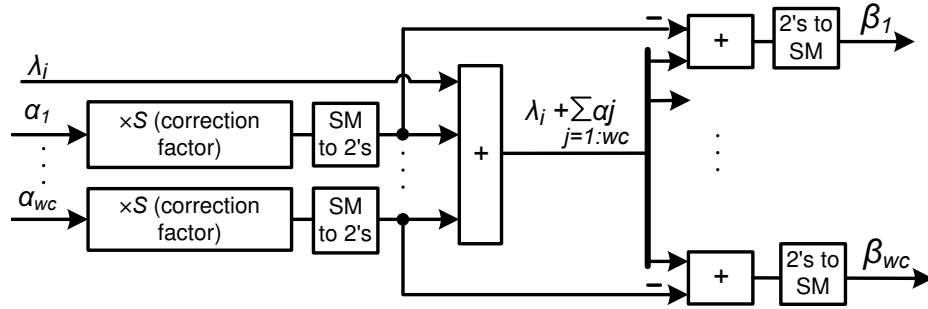 −
+
2's to
SM
β1
λi
α1
×S (correction
factor)
SM
to 2's
+
λi +∑ αj
j=1:wc
αwc
×S (correction
factor)
SM
to 2's
−
+
2's to
SM
βwc